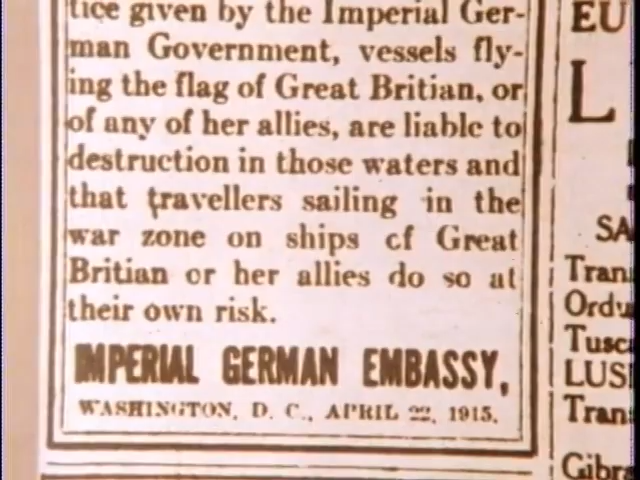 tice given by the Imperial Ger-
man Government, vessels fly-
ing the flag of Great Britian, or
of any of her allies, are liable to
destruction in those waters and
that travellers sailing in the
war zone on ships of Great
Britian or her allies do so at
their own risk.
IMPERIAL GERMAN EMBASSY,
WASHINGTON, D. C., APRIL 22, 1915.
EU
L
SA
Tran
Ordu
Tusc
LUSI
Tran
Gibra